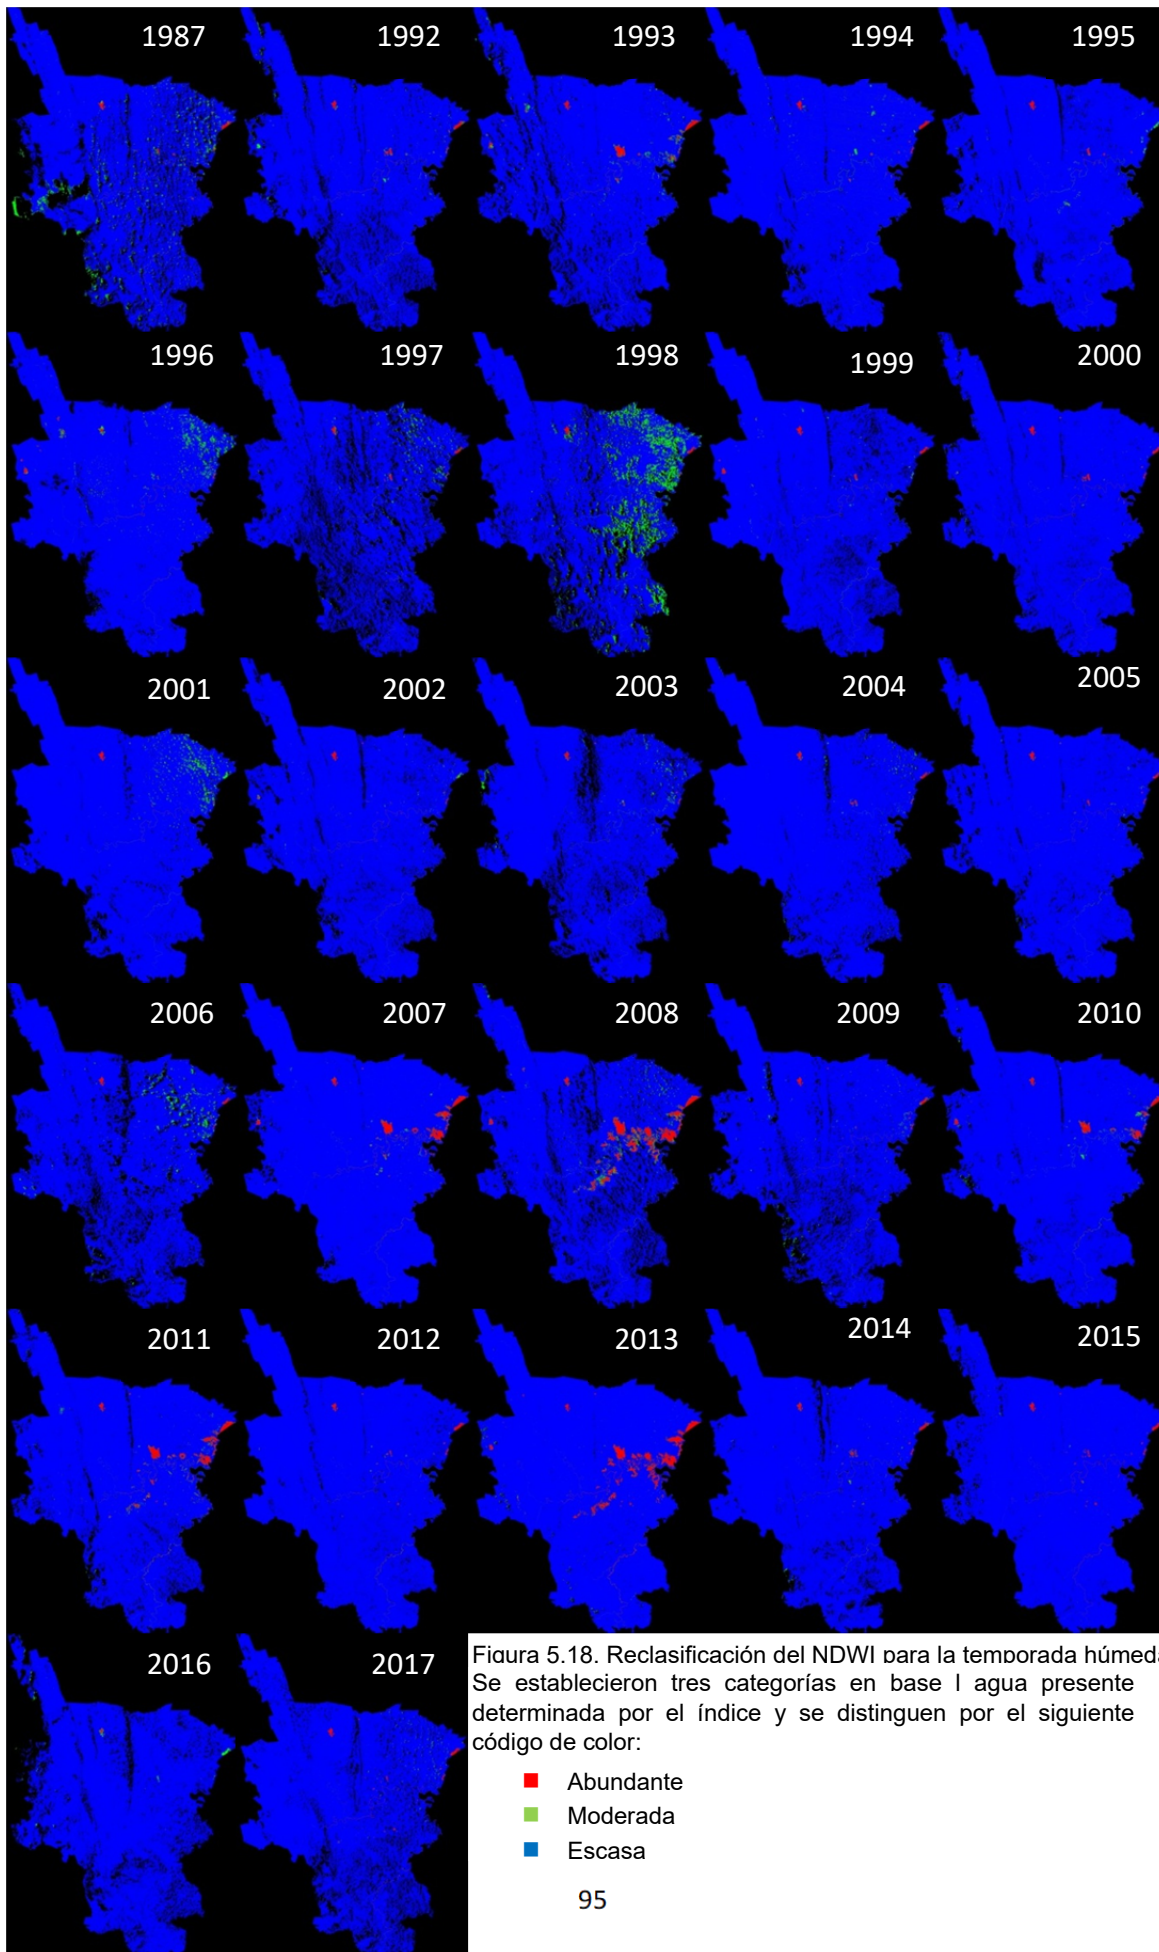 1987 1992 1993 1994 1995
1996 1997 1998 1999 2000
2001 2002 2003 2004 2005
2006 2007 2008 2009 2010
2011 2012 2013 2014 2015
2016 2017
Figura 5.18. Reclasificación del NDWI para la temporada húmeda
Se establecieron tres categorías en base l agua presente
determinada por el índice y se distinguen por el siguiente
código de color:
Abundante
Moderada
Escasa
95